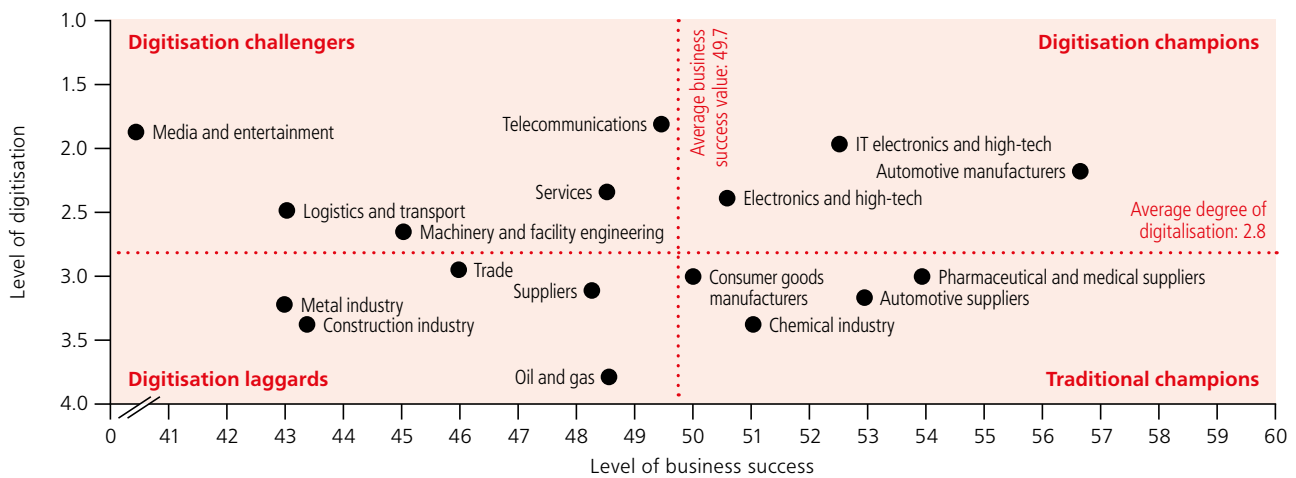 1.0
Digitisation challengers
Average business
success value: 49.7
Digitisation champions
1.5
Media and entertainment
Telecommunications
2.0
IT electronics and high-tech
Automotive manufacturers
Services
Electronics and high-tech
Level of digitisation
2.5
Logistics and transport
Average degree of
digitalisation: 2.8
Machinery and facility engineering
3.0
Trade
Consumer goods
manufacturers
Pharmaceutical and medical suppliers
Suppliers
Automotive suppliers
Metal industry
Construction industry
Chemical industry
3.5
Digitisation laggards
Oil and gas
Traditional champions
4.0
0 41 42 43 44 45 46 47 48 49 50 51 52 53 54 55 56 57 58 59 60
Level of business success